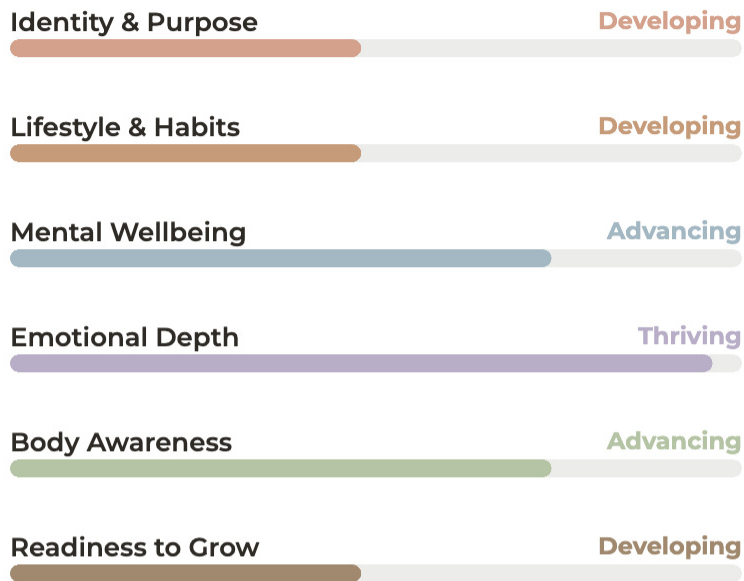 Identity & Purpose Developing
Lifestyle & Habits Developing
Mental Wellbeing Advancing
Emotional Depth Thriving
Body Awareness Advancing
Readiness to Grow Developing